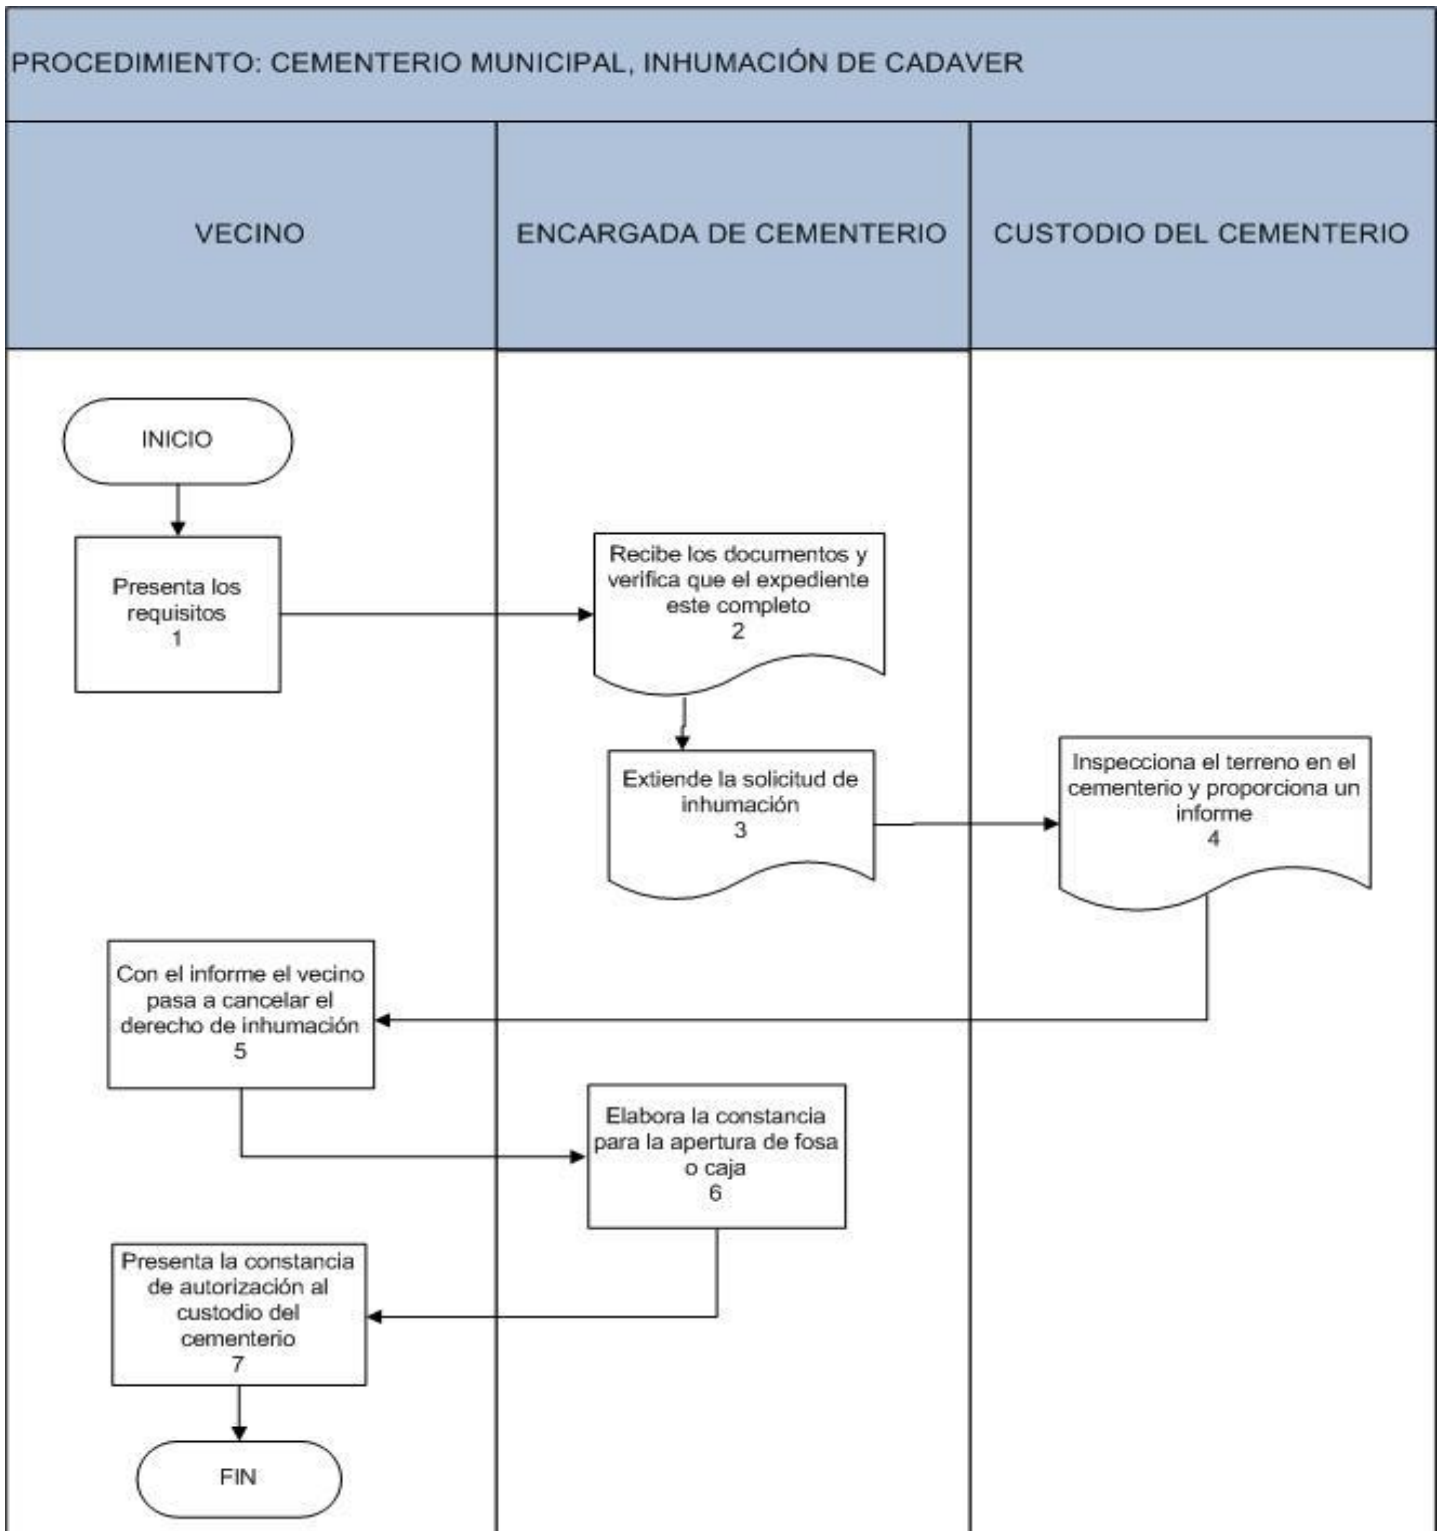 PROCEDIMIENTO: CEMENTERIO MUNICIPAL, INHUMACIÓN DE CADAVER
VECINO
ENCARGADA DE CEMENTERIO
CUSTODIO DEL CEMENTERIO
INICIO
Presenta los
requisitos
1
Recibe los documentos y
verifica que el expediente
este completo
2
Extiende la solicitud de
inhumación
3
Inspecciona el terreno en el
cementerio y proporciona un
informe
4
Con el informe el vecino
pasa a cancelar el
derecho de inhumación
5
Elabora la constancia
para la apertura de fosa
o caja
6
Presenta la constancia
de autorización al
custodio del
cementerio
7
FIN